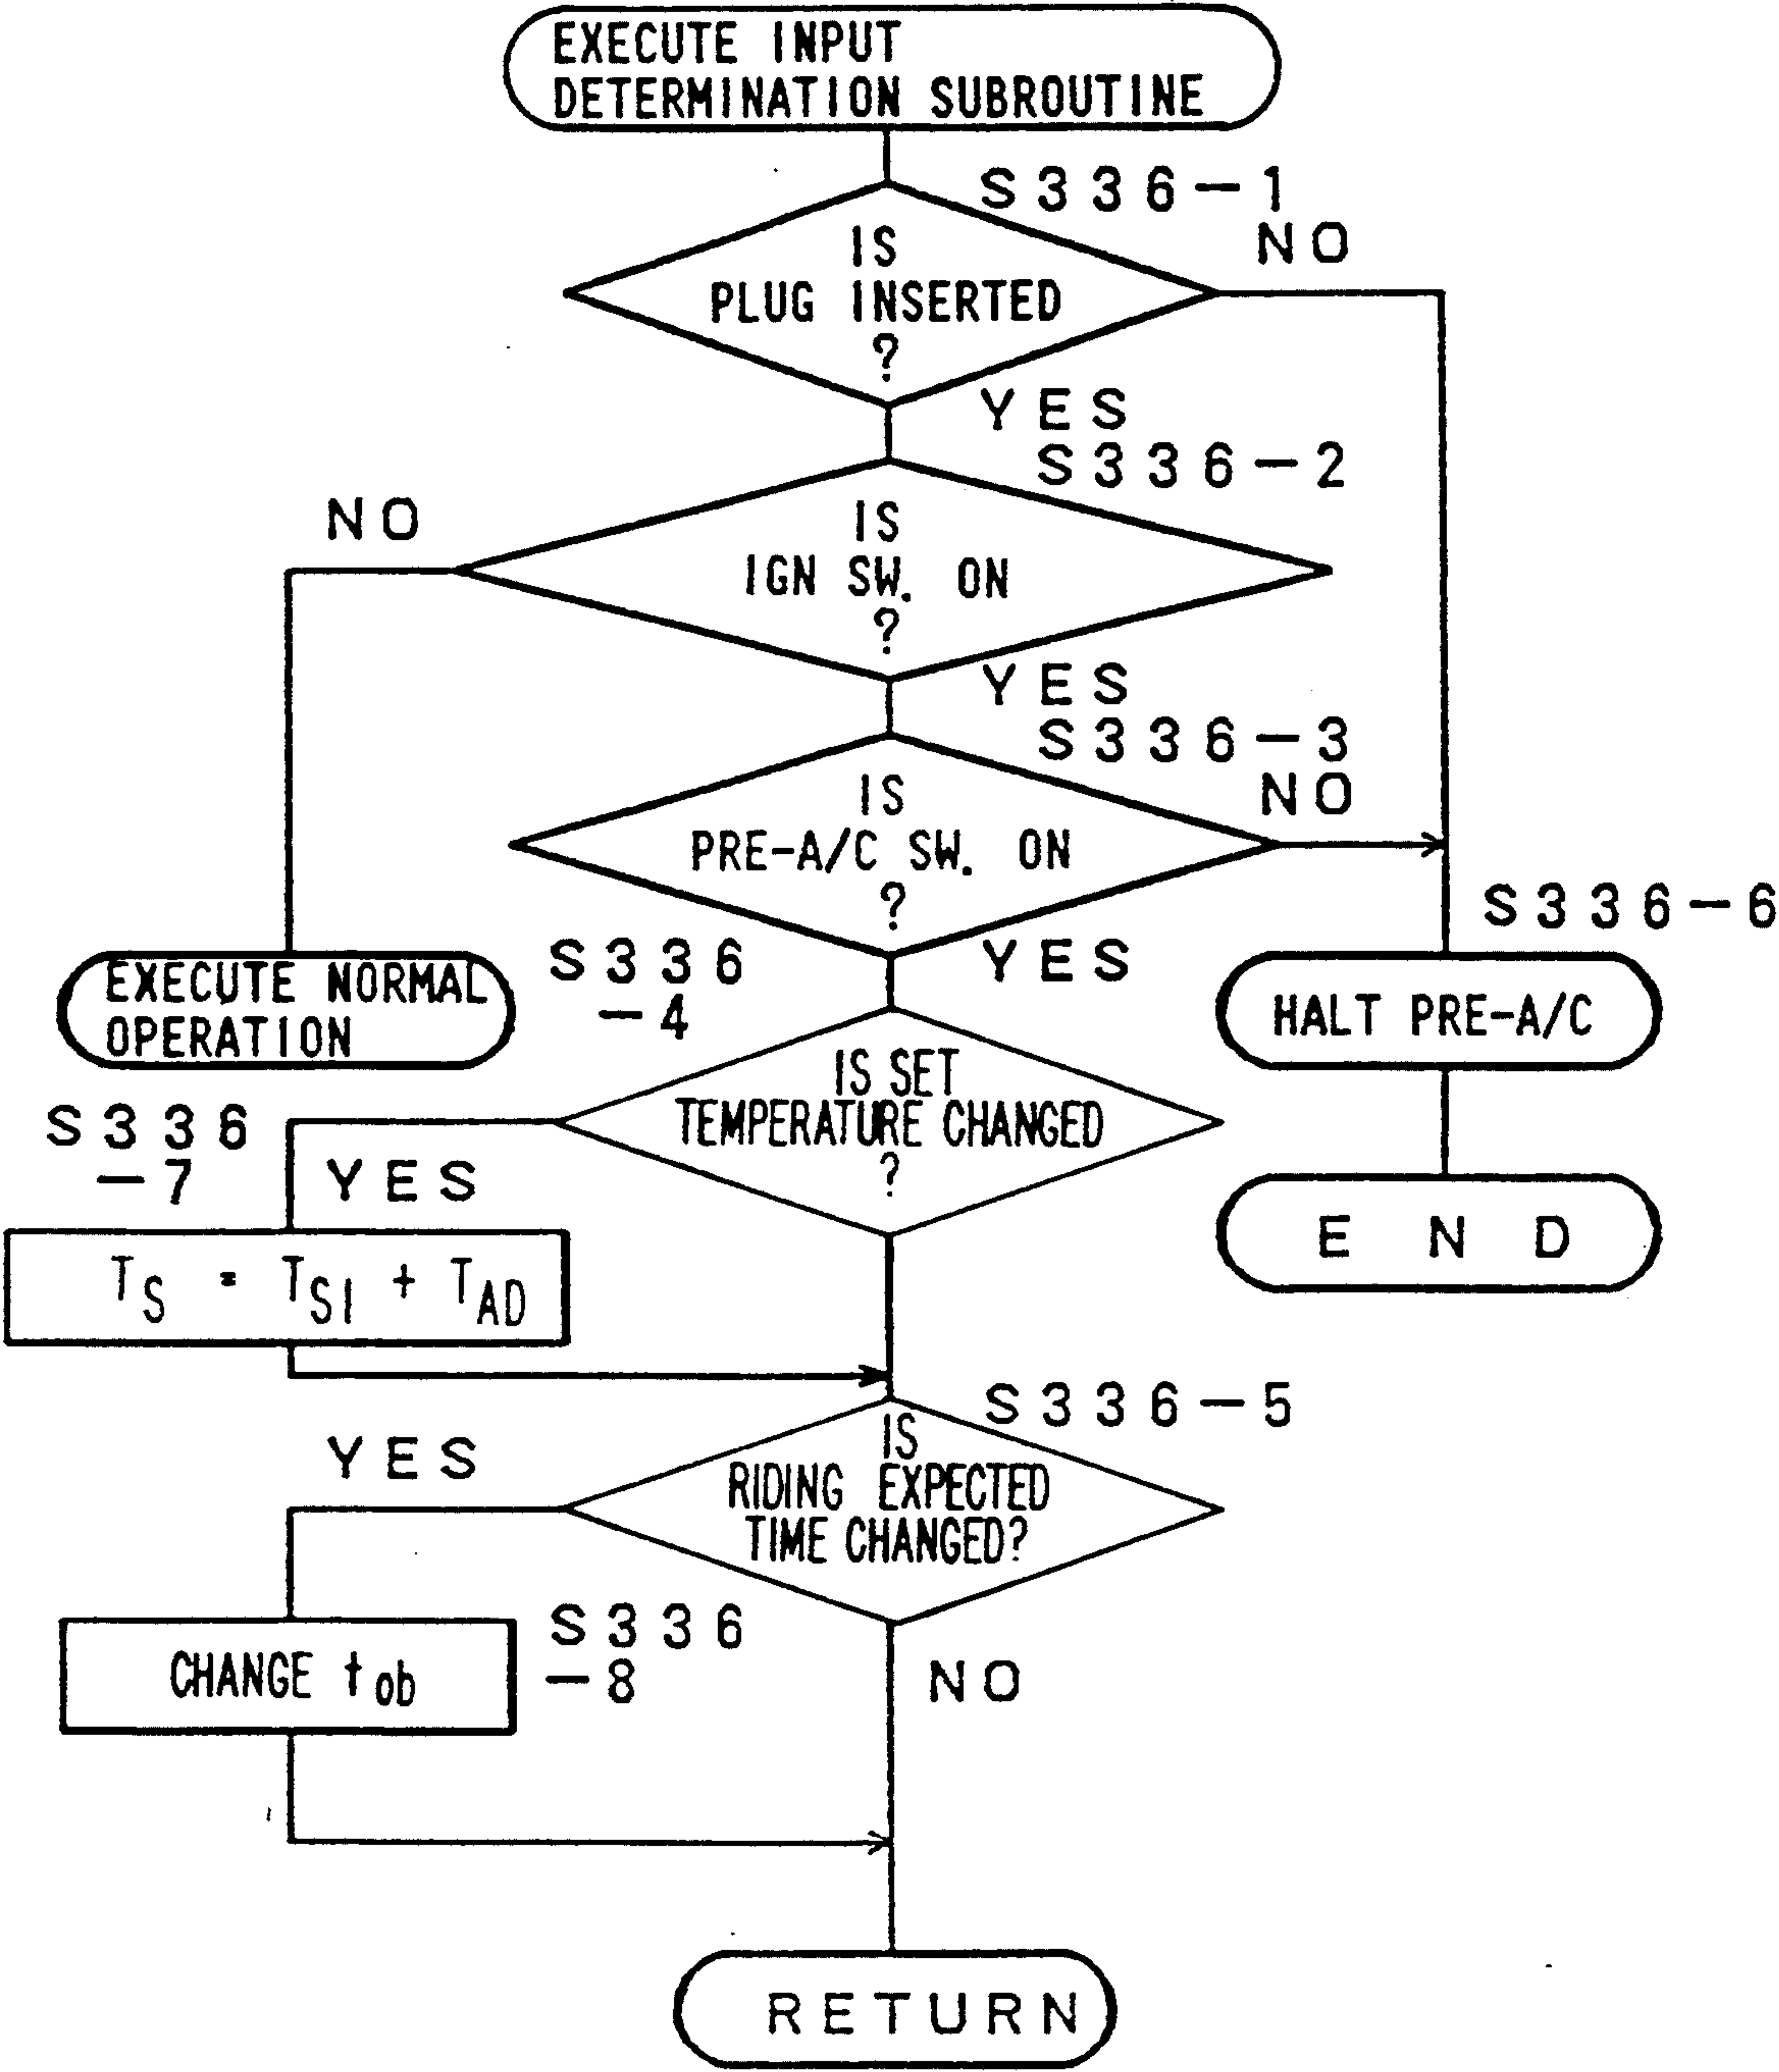 EXECUTE INPUT
DETERMINATION SUBROUTINE
S336-1
NO
IS
PLUG INSERTED
?
YES
S336-2
NO
IS
IGN SW. ON
?
YES
S336-3
NO
IS
PRE-A/C SW. ON
?
S336-6
S336
-4
YES
EXECUTE NORMAL
OPERATION
HALT PRE-A/C
IS SET
TEMPERATURE CHANGED
?
S336
-7
YES
E N D
TS = TSI + TAD
S336-5
YES
IS
RIDING EXPECTED
TIME CHANGED?
S336
-8
CHANGE tob
NO
RETURN